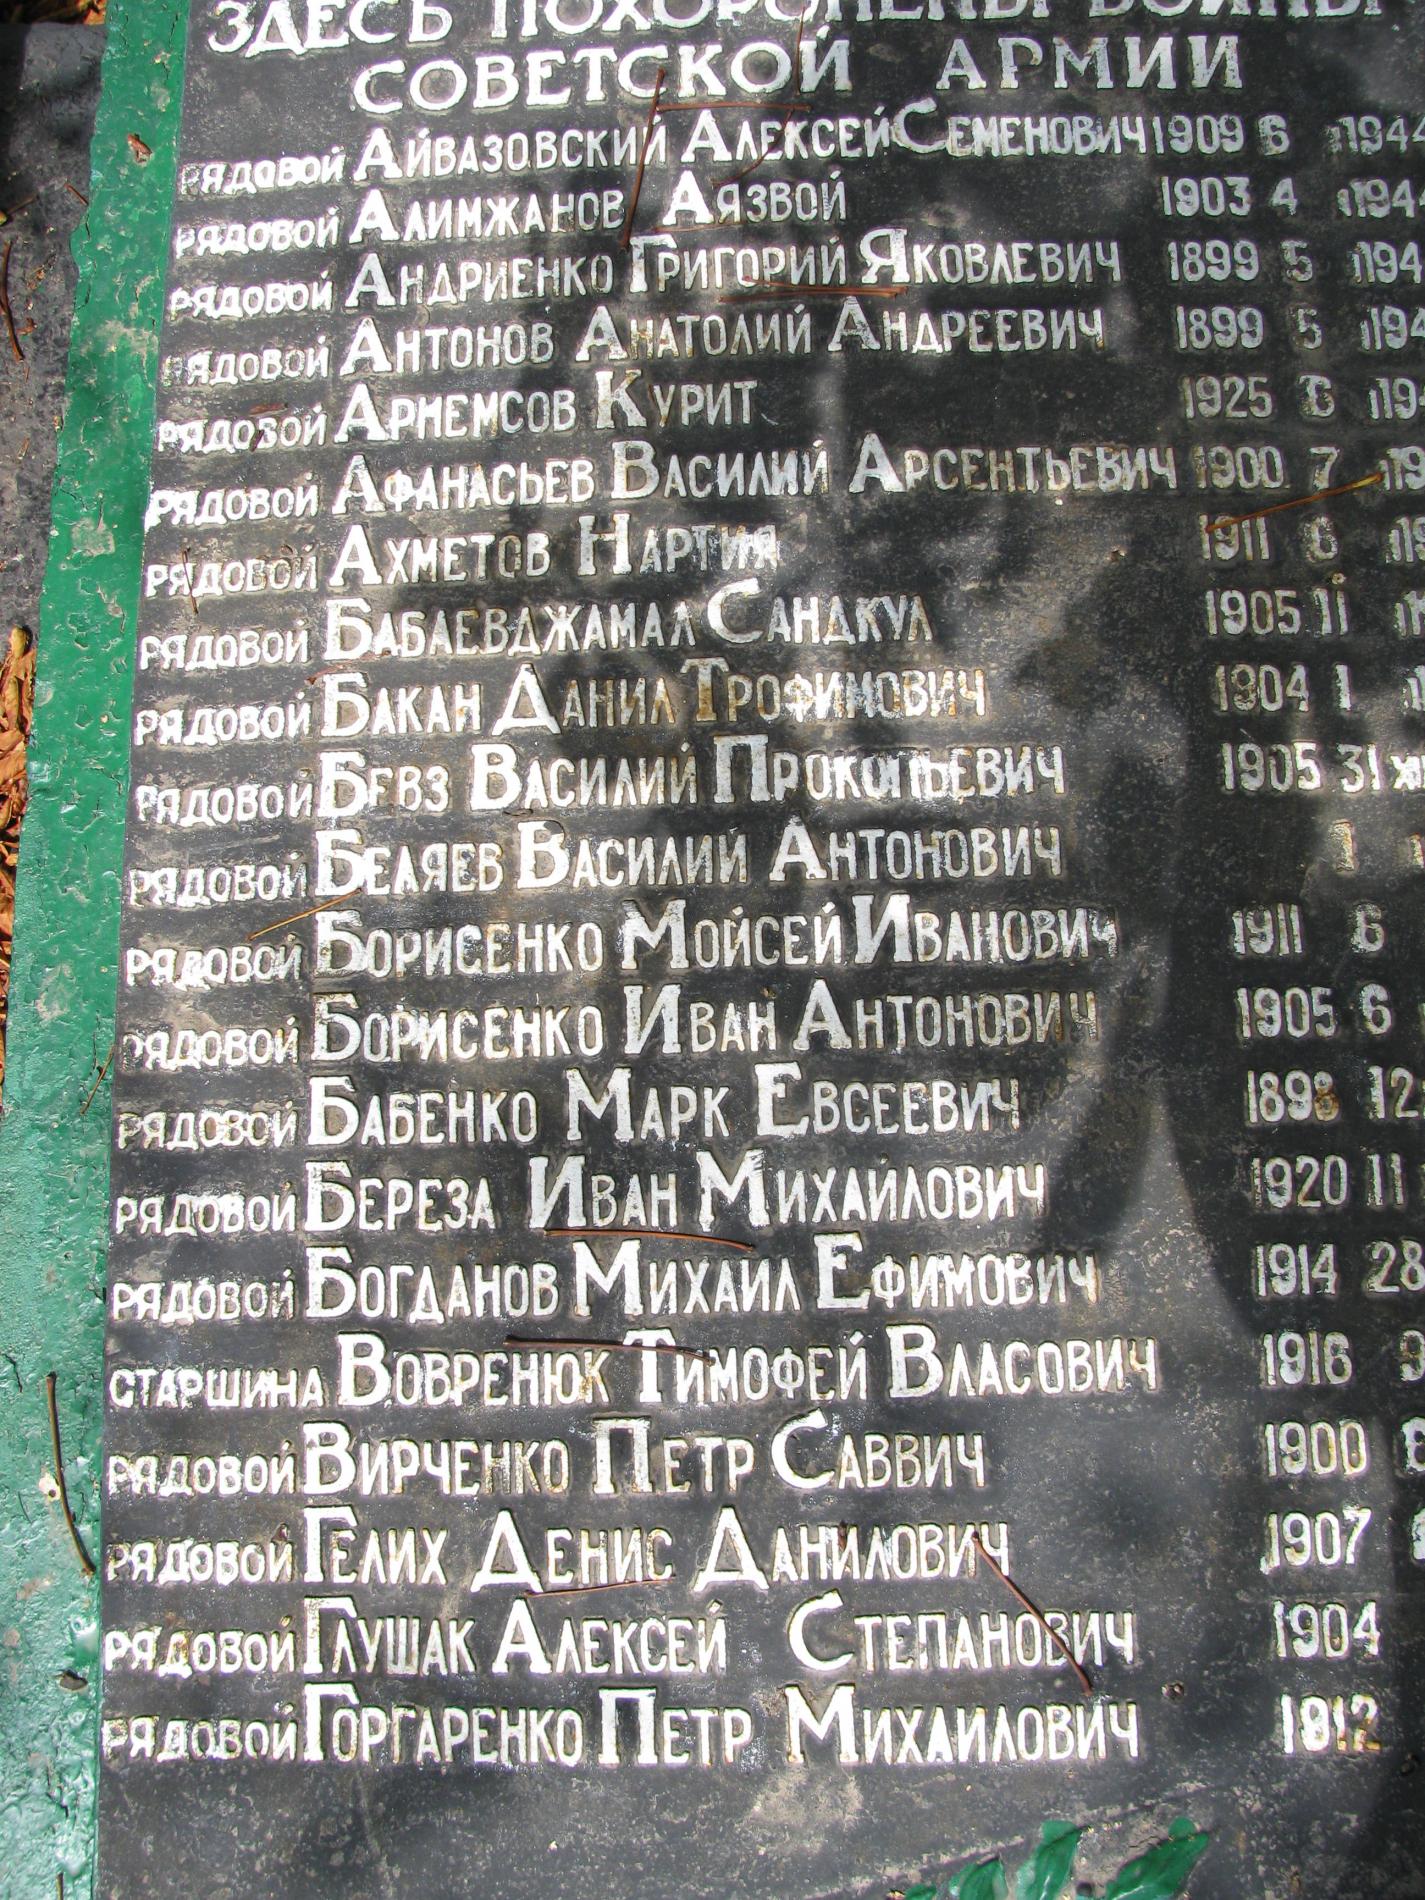 ЗДЕСЬ ПОХОРОНЕНЫ ВОИНЫ
СОВЕТСКОЙ АРМИИ
РЯДОВОЙ АЙВАЗОВСКИЙ АЛЕКСЕЙ СЕМЕНОВИЧ 1909 6
РЯДОВОЙ АЛИМЖАНОВ АЯЗВОЙ 1903 4
РЯДОВОЙ АНДРИЕНКО ГРИГОРИЙ ЯКОВЛЕВИЧ 1899 5
РЯДОВОЙ АНТОНОВ АНАТОЛИЙ АНДРЕЕВИЧ 1899 5
РЯДОВОЙ АРНЕМСОВ КУРИТ 1925 6
РЯДОВОЙ АФАНАСЬЕВ ВАСИЛИЙ АРСЕНТЬЕВИЧ 1900 7
РЯДОВОЙ АХМЕТОВ 1911 6
РЯДОВОЙ БАБАЕВДЖАМАЛ САНДКУЛ 1905 11
РЯДОВОЙ БАКАН ДАНИЛ ТРОФИМОВИЧ 1904 1
РЯДОВОЙ БЕВЗ ВАСИЛИЙ ПРОКОПЬЕВИЧ 1905 31 XII
РЯДОВОЙ БЕЛЯЕВ ВАСИЛИЙ АНТОНОВИЧ 1
РЯДОВОЙ БОРИСЕНКО МОЙСЕЙ ИВАНОВИЧ 1911 6
РЯДОВОЙ БОРИСЕНКО ИВАН АНТОНОВИЧ 1905 6
РЯДОВОЙ БАБЕНКО МАРК ЕВСЕЕВИЧ 1898 12
РЯДОВОЙ БЕРЕЗА ИВАН МИХАЙЛОВИЧ 1920 11
РЯДОВОЙ БОГДАНОВ МИХАИЛ ЕФИМОВИЧ 1914 28
СТАРШИНА ВОВРЕНЮК ТИМОФЕЙ ВЛАСОВИЧ 1916 9
РЯДОВОЙ ВИРЧЕНКО ПЕТР САВВИЧ 1900
РЯДОВОЙ ГЕЛИХ ДЕНИС ДАНИЛОВИЧ 1907
РЯДОВОЙ ГЛУШАК АЛЕКСЕЙ СТЕПАНОВИЧ 1904
РЯДОВОЙ ГОРГАРЕНКО ПЕТР МИХАЙЛОВИЧ 1912